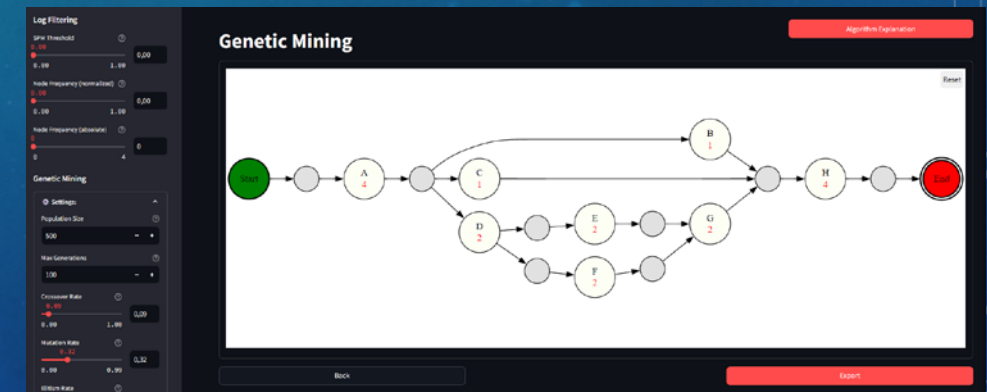 Log Filtering
SPM Threshold
0.00
0,00
0.00 1.00
Node Frequency (normalized)
0.00
0,00
0.00 1.00
Node Frequency (absolute)
0
0
0 4
Genetic Mining
Settings:
Population Size
500 - +
Max Generations
100 - +
Crossover Rate
0.09
0,09
0.00 1.00
Mutation Rate
0.32
0,32
0.00 0.99
Elitism Rate
Genetic Mining
Algorithm Explanation
Reset
B
1
Start
A
4
C
1
H
4
End
D
2
E
2
G
2
F
2
Back
Export